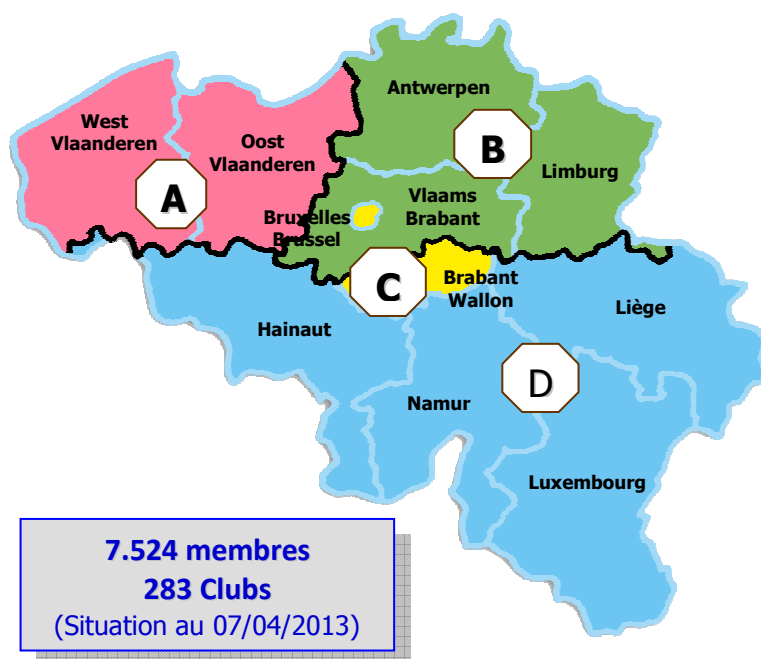 Antwerpen
West
Vlaanderen
Oost
Vlaanderen
B
Limburg
A
Vlaams
Brabant
Bruxelles
Brussel
C
Brabant
Wallon
Liège
Hainaut
D
Namur
Luxembourg
7.524 membres
283 Clubs
(Situation au 07/04/2013)